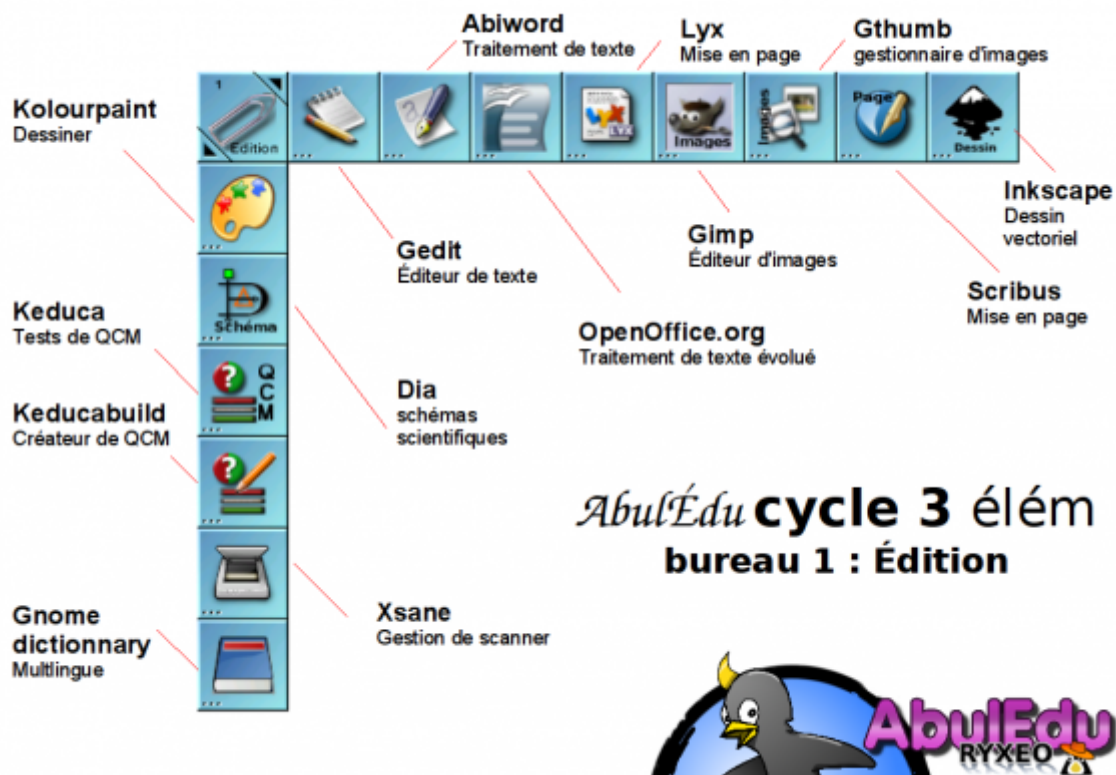 Abiword
Traitement de texte
Lyx
Mise en page
Gthumb
gestionnaire d'images
Kolourpaint
Dessiner
1
Édition
LYX
LYX
Images
Images
Page
Dessin
Inkscape
Dessin
vectoriel
Gedit
Éditeur de texte
Gimp
Éditeur d'images
Scribus
Mise en page
OpenOffice.org
Traitement de texte évolué
Schéma
Keduca
Tests de QCM
QCM
Dia
schémas
scientifiques
Keducabuild
Créateur de QCM
AbulÉdu cycle 3 élém
bureau 1 : Édition
Xsane
Gestion de scanner
Gnome
dictionnary
Multlingue
AbulEdu
RYXEO